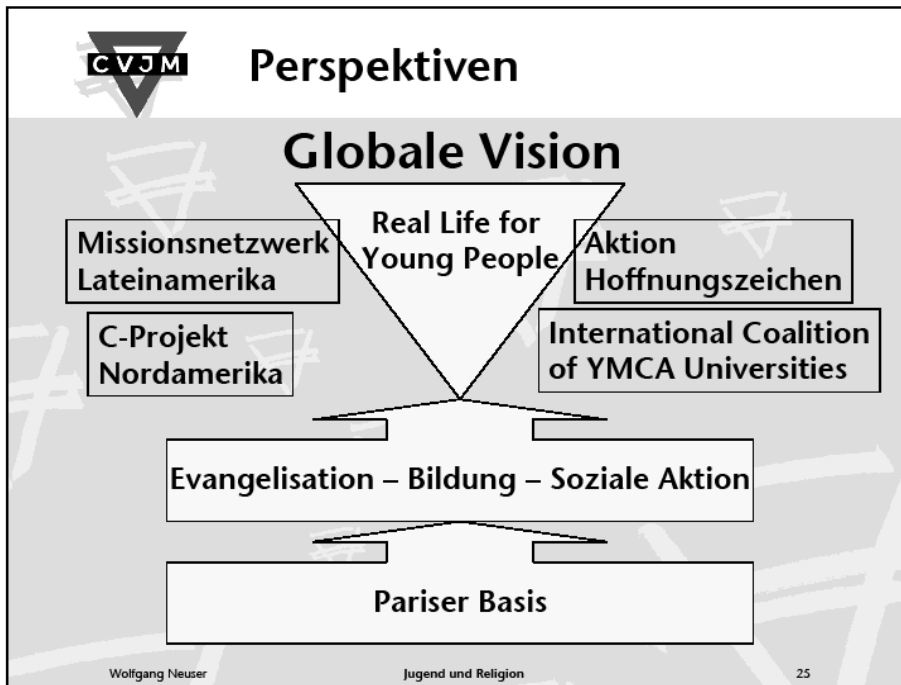 CVJM
Perspektiven
Globale Vision
Real Life for
Young People
Missionsnetzwerk
Lateinamerika
Aktion
Hoffnungszeichen
C-Projekt
Nordamerika
International Coalition
of YMCA Universities
Evangelisation – Bildung – Soziale Aktion
Pariser Basis
Wolfgang Neuser
Jugend und Religion
25